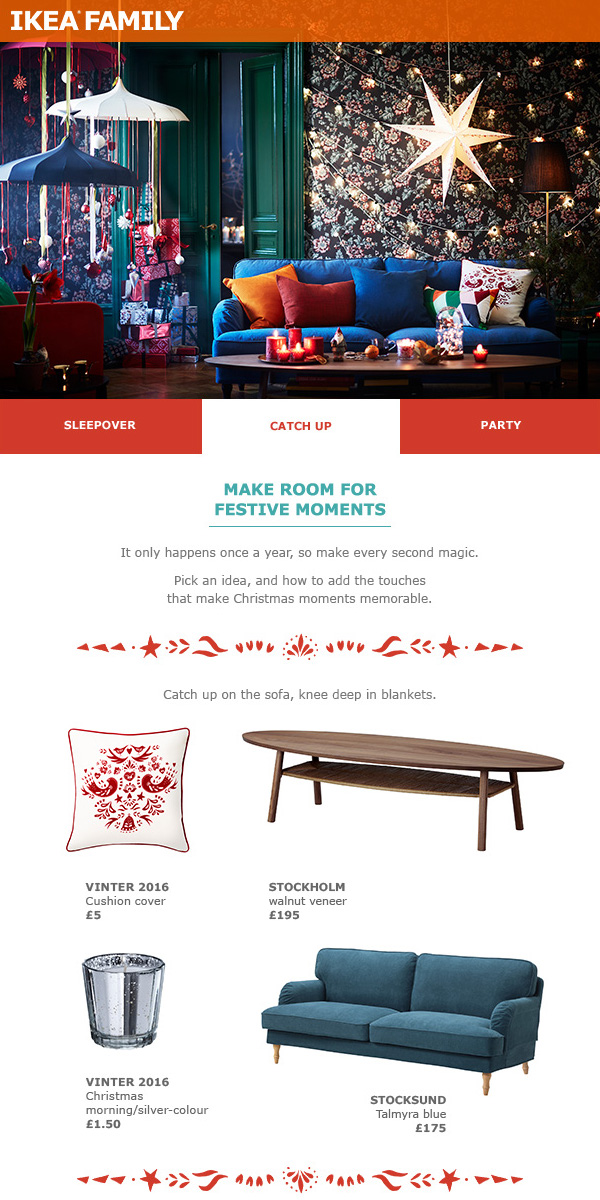 IKEA® FAMILY
SLEEPOVER
CATCH UP
PARTY
MAKE ROOM FOR
FESTIVE MOMENTS
It only happens once a year, so make every second magic.
Pick an idea, and how to add the touches
that make Christmas moments memorable.
Catch up on the sofa, knee deep in blankets.
VINTER 2016
Cushion cover
£5
STOCKHOLM
walnut veneer
£195
VINTER 2016
Christmas
morning/silver-colour
£1.50
STOCKSUND
Talmyra blue
£175